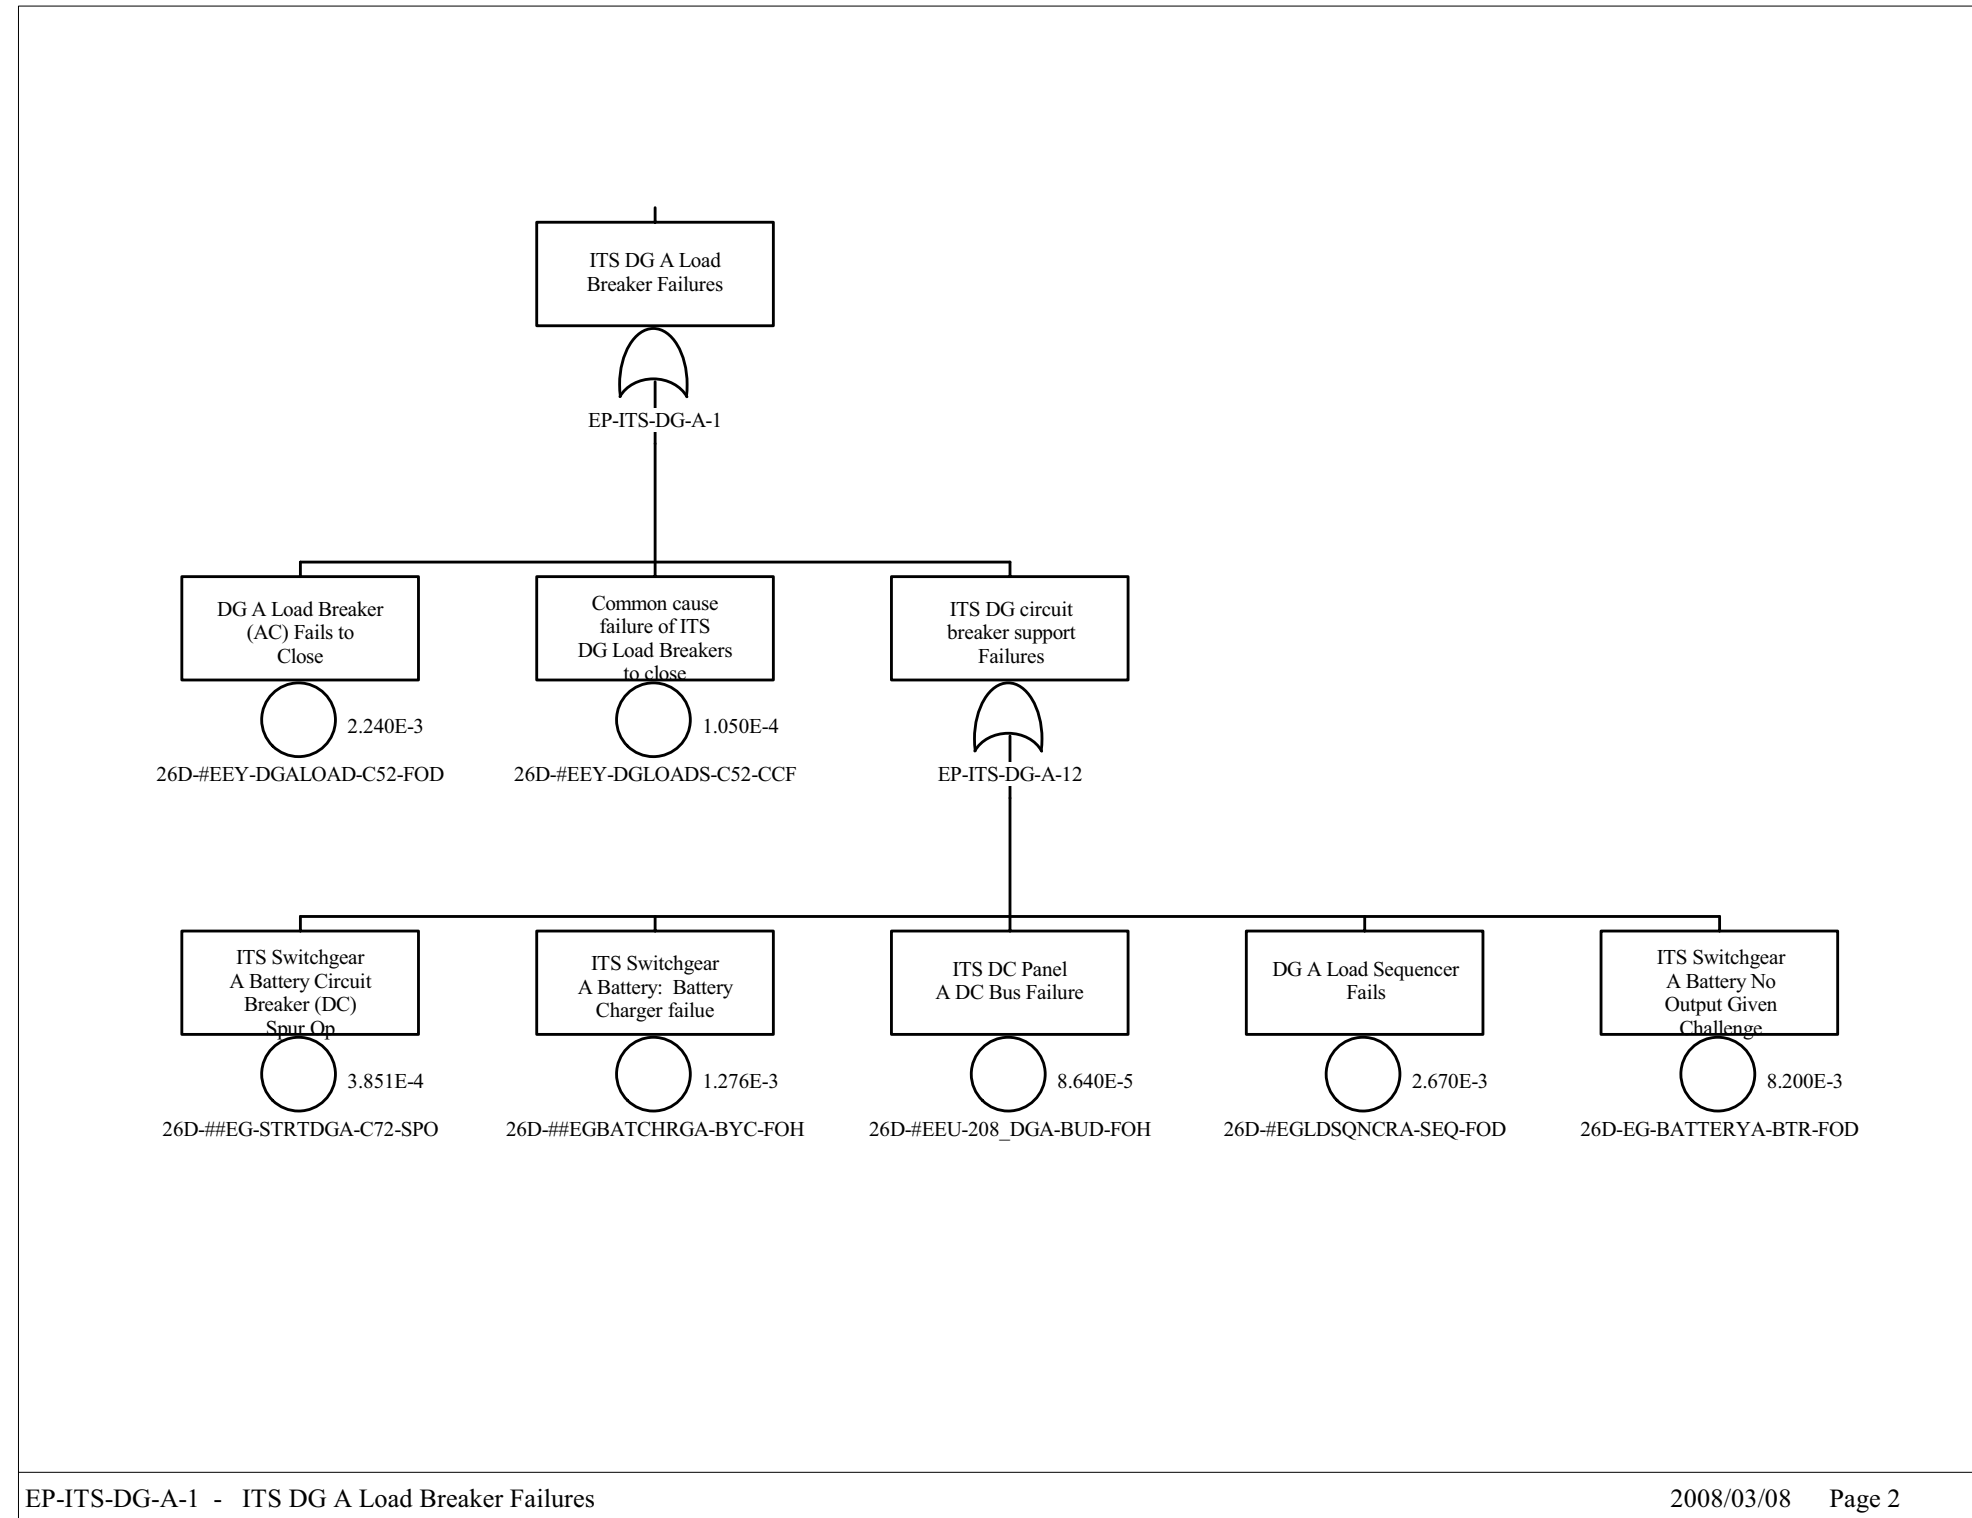 ITS DG A Load
Breaker Failures
EP-ITS-DG-A-1
DG A Load Breaker
(AC) Fails to
Close
2.240E-3
26D-#EEY-DGALOAD-C52-FOD
Common cause
failure of ITS
DG Load Breakers
to close
1.050E-4
26D-#EEY-DGLOADS-C52-CCF
ITS DG circuit
breaker support
Failures
EP-ITS-DG-A-12
ITS Switchgear
A Battery Circuit
Breaker (DC)
Spur Op
3.851E-4
26D-##EG-STRTDGA-C72-SPO
ITS Switchgear
A Battery: Battery
Charger failue
1.276E-3
26D-##EGBATCHRGA-BYC-FOH
ITS DC Panel
A DC Bus Failure
8.640E-5
26D-#EEU-208_DGA-BUD-FOH
DG A Load Sequencer
Fails
2.670E-3
26D-#EGLDSQNCRA-SEQ-FOD
ITS Switchgear
A Battery No
Output Given
Challenge
8.200E-3
26D-EG-BATTERYA-BTR-FOD
EP-ITS-DG-A-1 - ITS DG A Load Breaker Failures
2008/03/08 Page 2